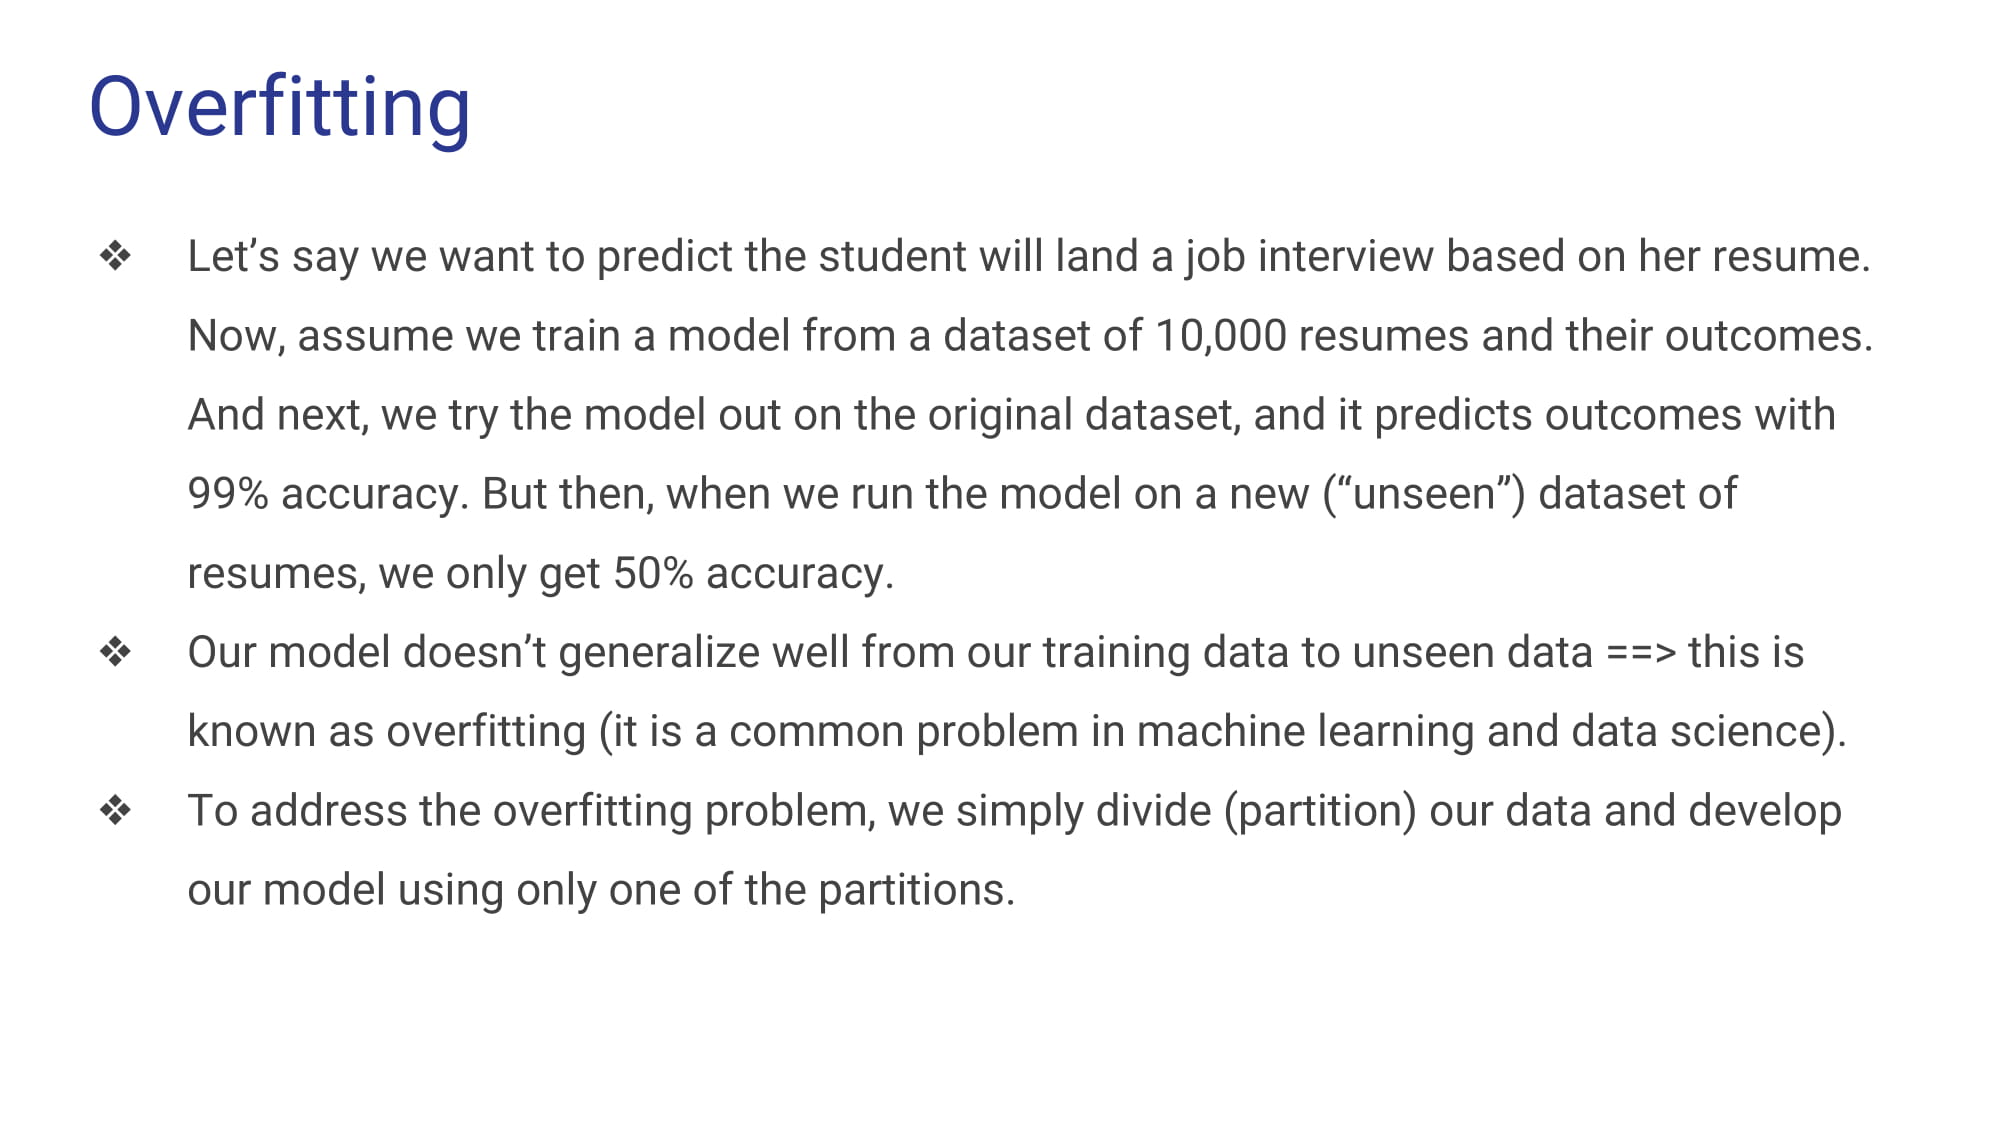 Overfitting
❖ Let’s say we want to predict the student will land a job interview based on her resume.
Now, assume we train a model from a dataset of 10,000 resumes and their outcomes.
And next, we try the model out on the original dataset, and it predicts outcomes with
99% accuracy. But then, when we run the model on a new (“unseen”) dataset of
resumes, we only get 50% accuracy.
❖ Our model doesn’t generalize well from our training data to unseen data ==> this is
known as overfitting (it is a common problem in machine learning and data science).
❖ To address the overfitting problem, we simply divide (partition) our data and develop
our model using only one of the partitions.